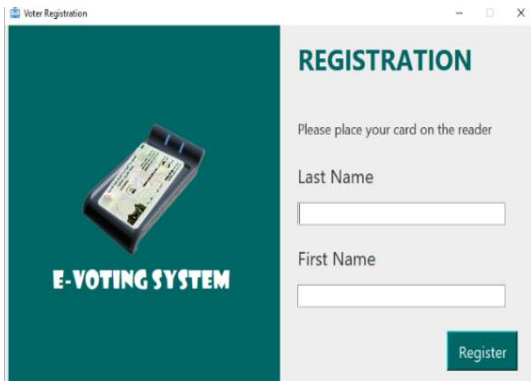 Voter Registration
REGISTRATION
Please place your card on the reader
Last Name
First Name
Register
E-VOTING SYSTEM